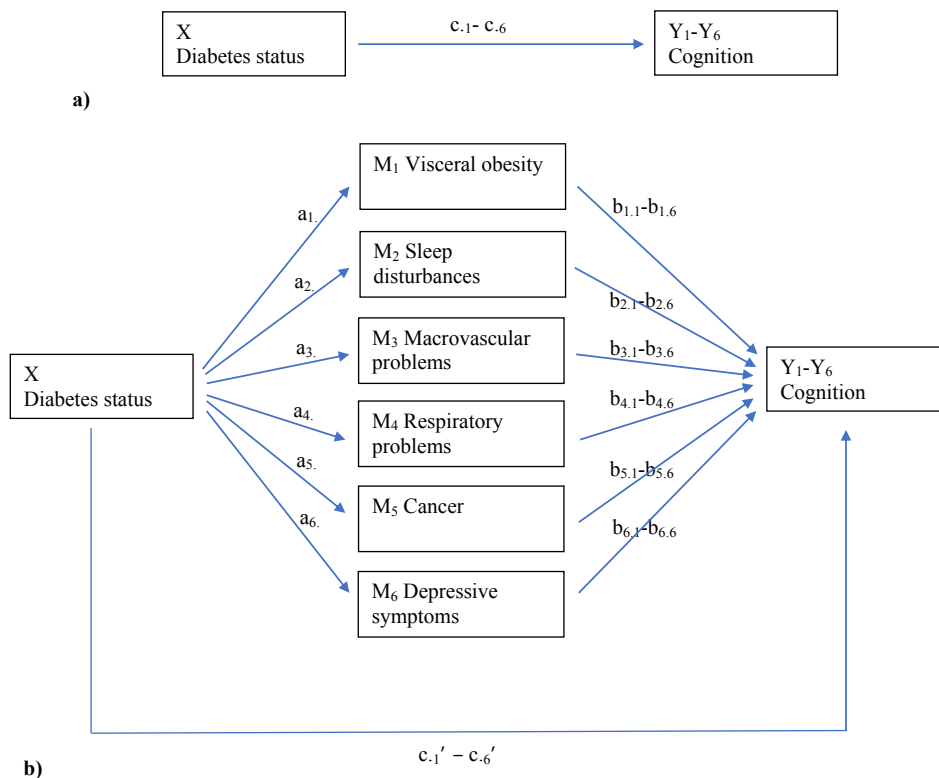 c.₁- c.₆
X
Diabetes status
Y₁-Y₆
Cognition
a)
M₁ Visceral obesity
a₁.
b₁.₁-b₁.₆
M₂ Sleep
disturbances
a₂.
b₂.₁-b₂.₆
M₃ Macrovascular
problems
a₃.
b₃.₁-b₃.₆
X
Diabetes status
Y₁-Y₆
Cognition
M₄ Respiratory
problems
a₄.
b₄.₁-b₄.₆
a₅.
b₅.₁-b₅.₆
M₅ Cancer
a₆.
b₆.₁-b₆.₆
M₆ Depressive
symptoms
c.₁′ – c.₆′
b)